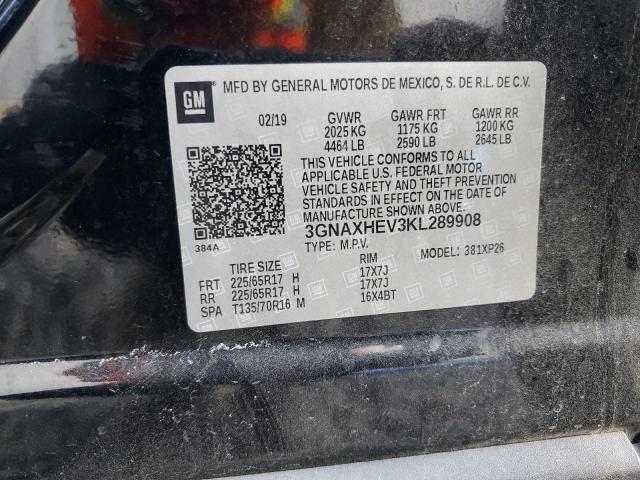 GM MFD BY GENERAL MOTORS DE MEXICO, S. DE R.L. DE C.V.
02/19 GVWR GAWR FRT GAWR RR
2025 KG 1175 KG 1200 KG
4464 LB 2590 LB 2645 LB
THIS VEHICLE CONFORMS TO ALL
APPLICABLE U.S. FEDERAL MOTOR
VEHICLE SAFETY AND THEFT PREVENTION
STANDARDS IN EFFECT ON THE DATE OF
MANUFACTURE SHOWN ABOVE.
3GNAXHEV3KL289908
384A TYPE: M.P.V. MODEL: 381XP26
TIRE SIZE RIM
FRT 225/65R17 H 17X7J
RR 225/65R17 H 17X7J
SPA T135/70R16 M 16X4BT